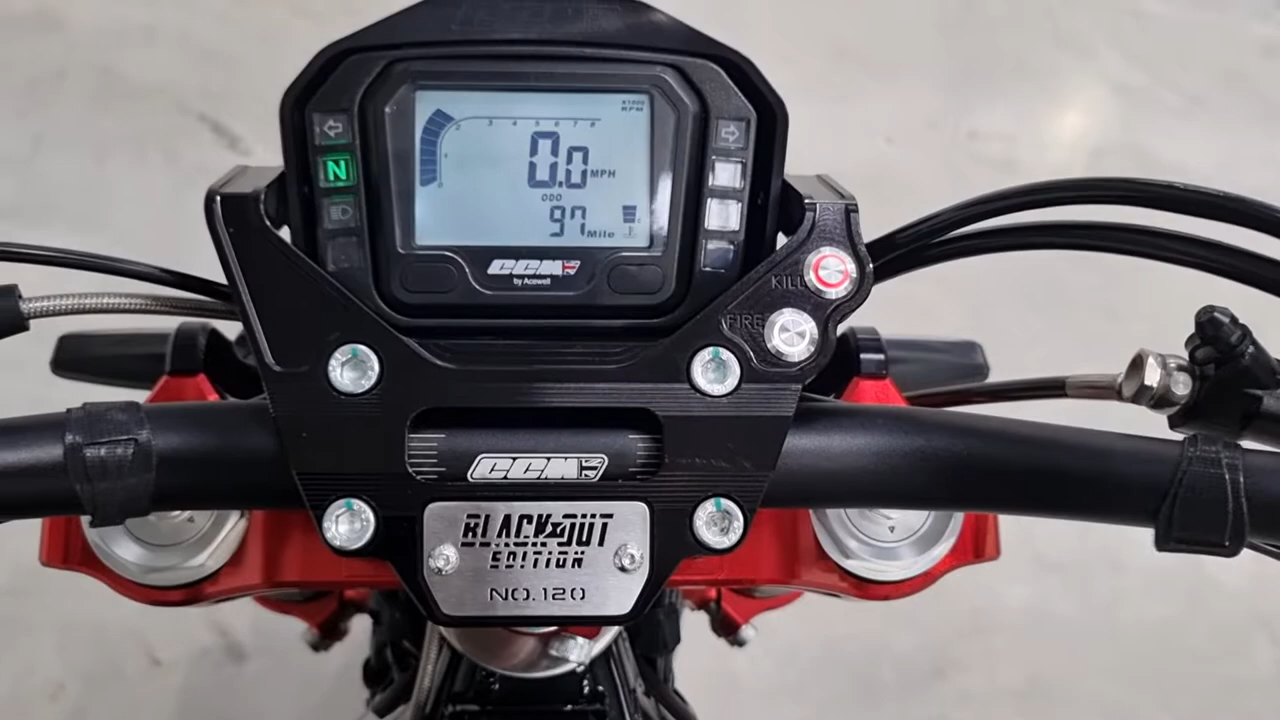 X1000
RPM
2 3 4 5 6 7 8
1
0
N
0.0 MPH
ODO
97 Mile
C
CCM
by Acewell
KILL
FIRE
CCM
BLACKOUT
EDITION
NO.120